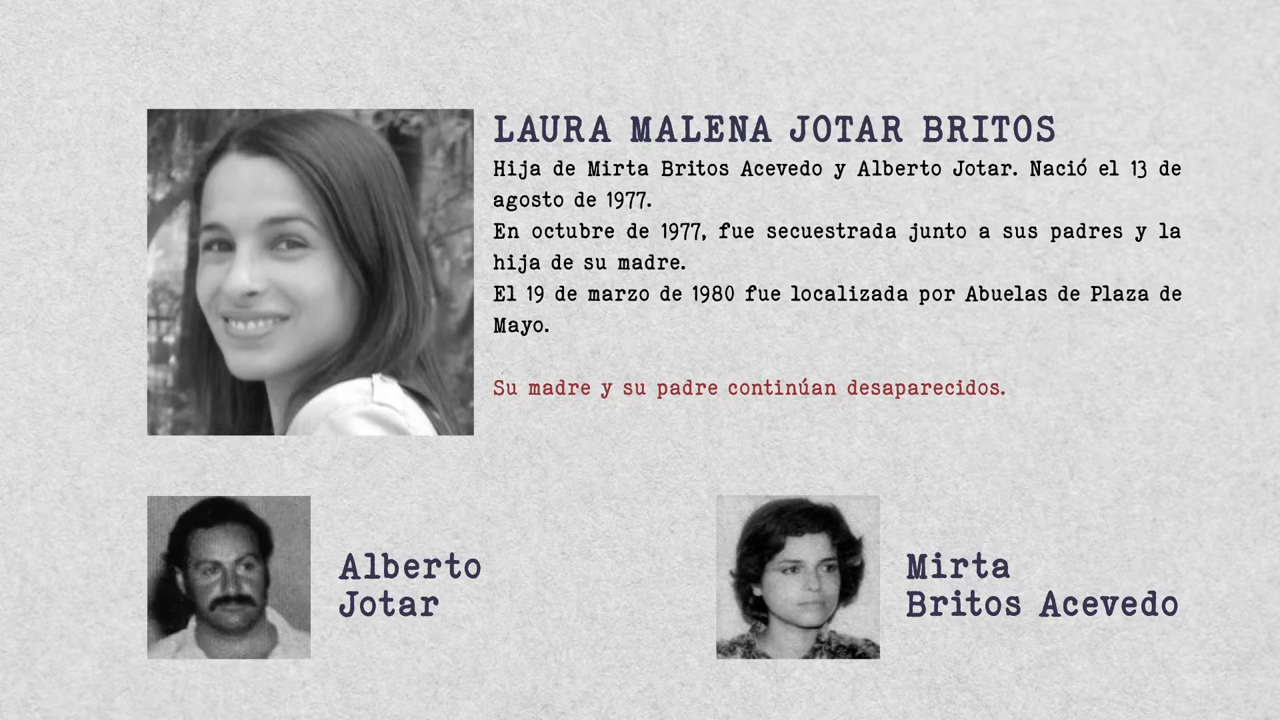 LAURA MALENA JOTAR BRITOS
Hija de Mirta Britos Acevedo y Alberto Jotar. Nació el 13 de
agosto de 1977.
En octubre de 1977, fue secuestrada junto a sus padres y la
hija de su madre.
El 19 de marzo de 1980 fue localizada por Abuelas de Plaza de
Mayo.
Su madre y su padre continúan desaparecidos.
Alberto
Jotar
Mirta
Britos Acevedo